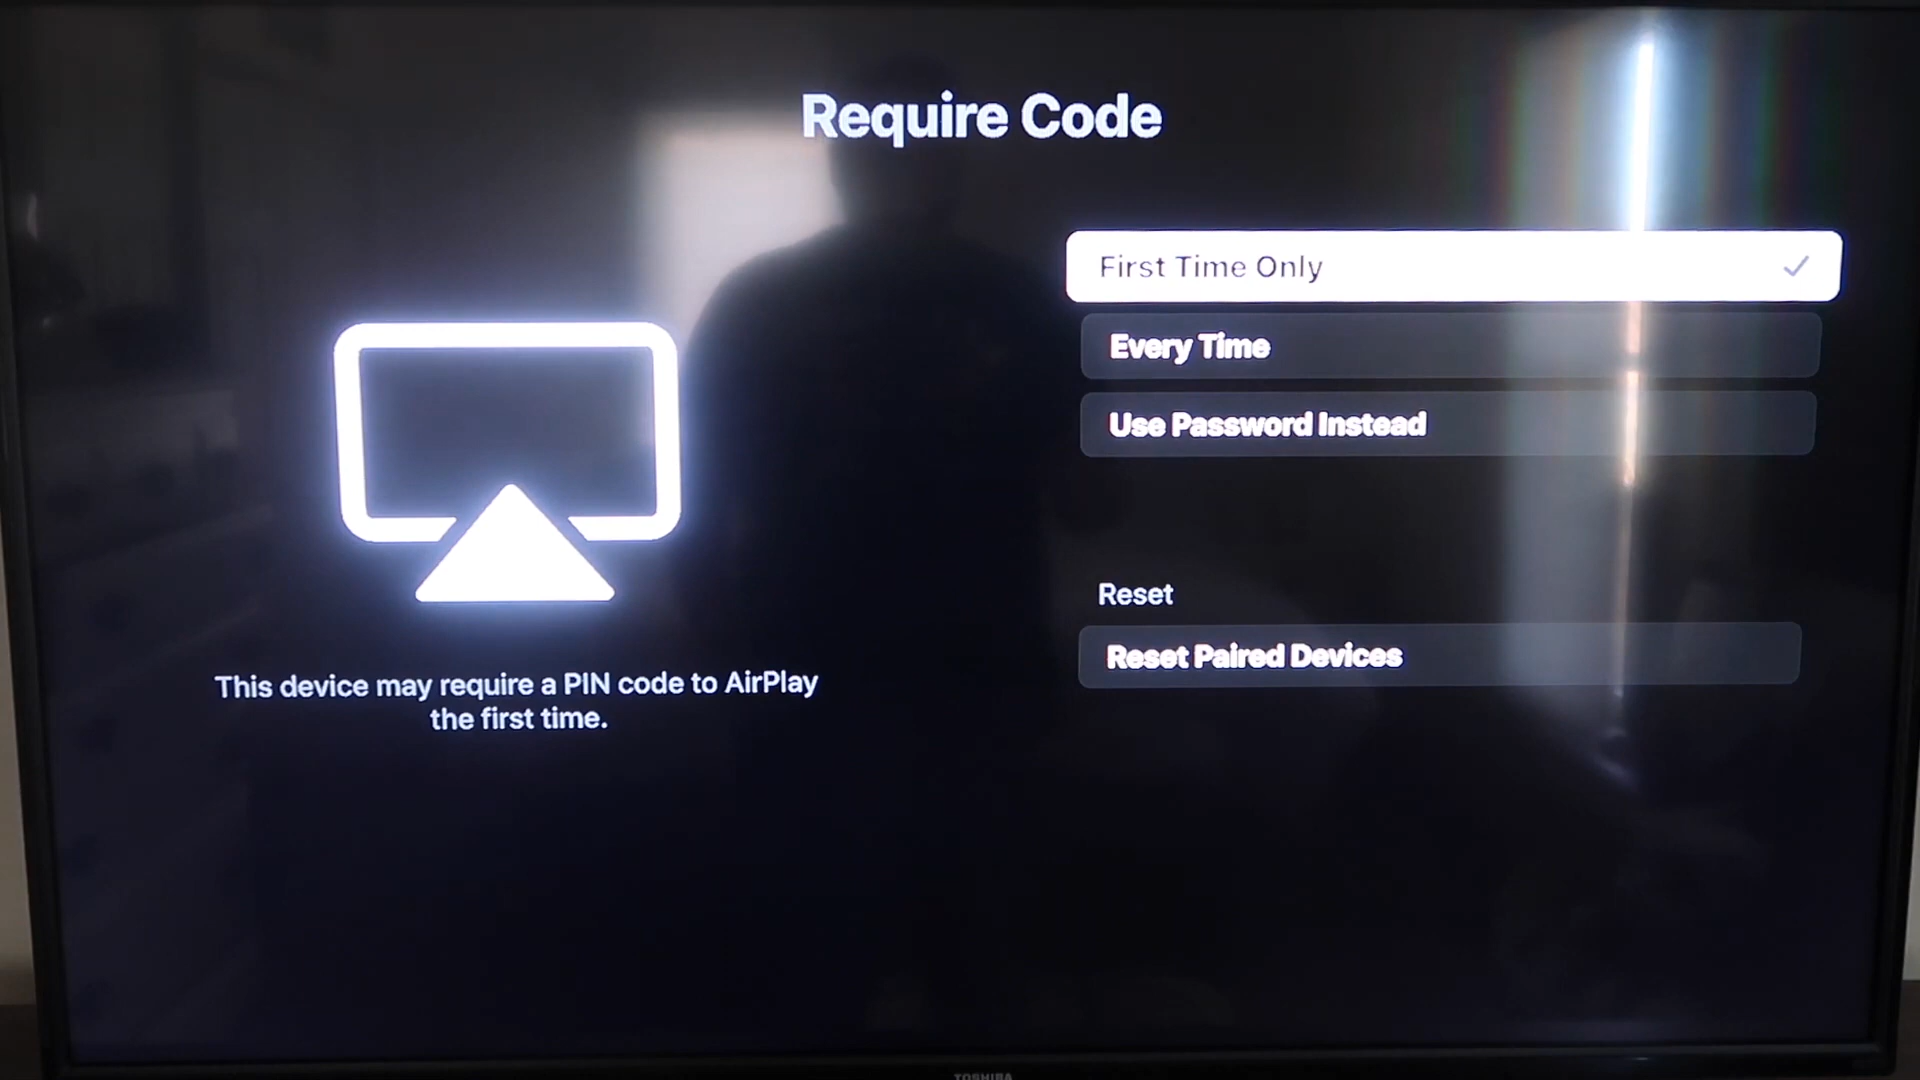 Require Code
First Time Only
Every Time
Use Password Instead
Reset
Reset Paired Devices
This device may require a PIN code to AirPlay
the first time.
TOSHIBA